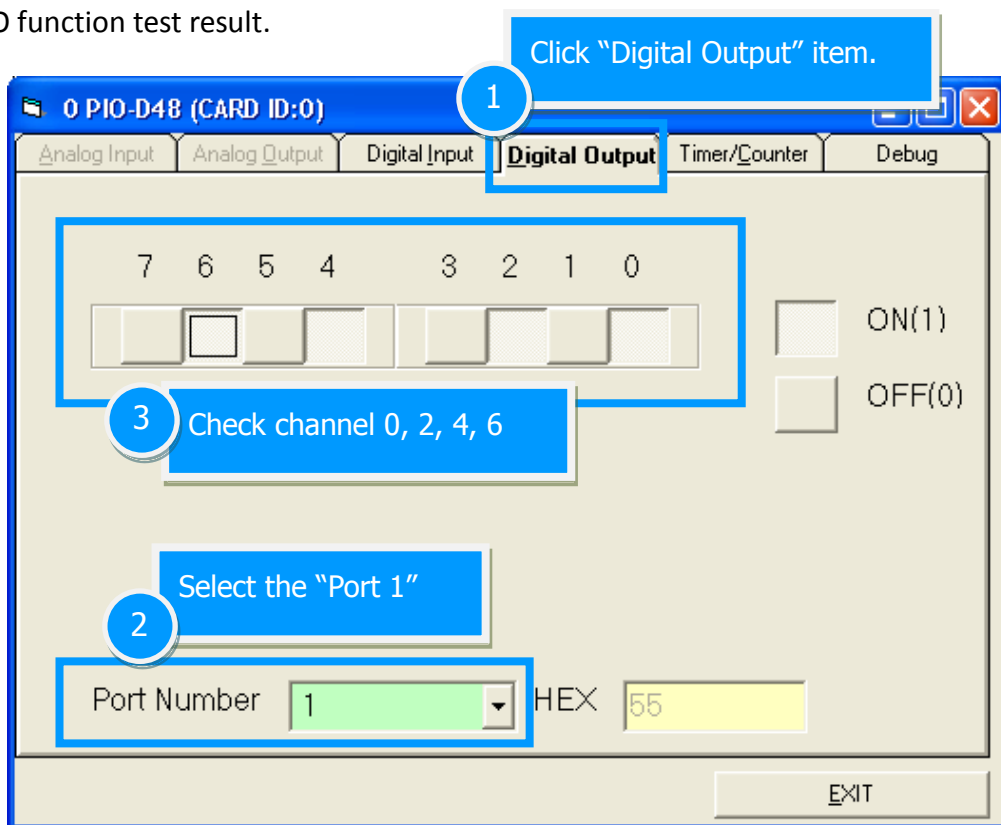 function test result.
Click “Digital Output” item.
1
0 PIO-D48 (CARD ID:0)
Analog Input Analog Output Digital Input Digital Output Timer/Counter Debug
7 6 5 4 3 2 1 0
ON(1)
OFF(0)
3
Check channel 0, 2, 4, 6
Select the “Port 1”
2
Port Number 1 HEX 55
EXIT